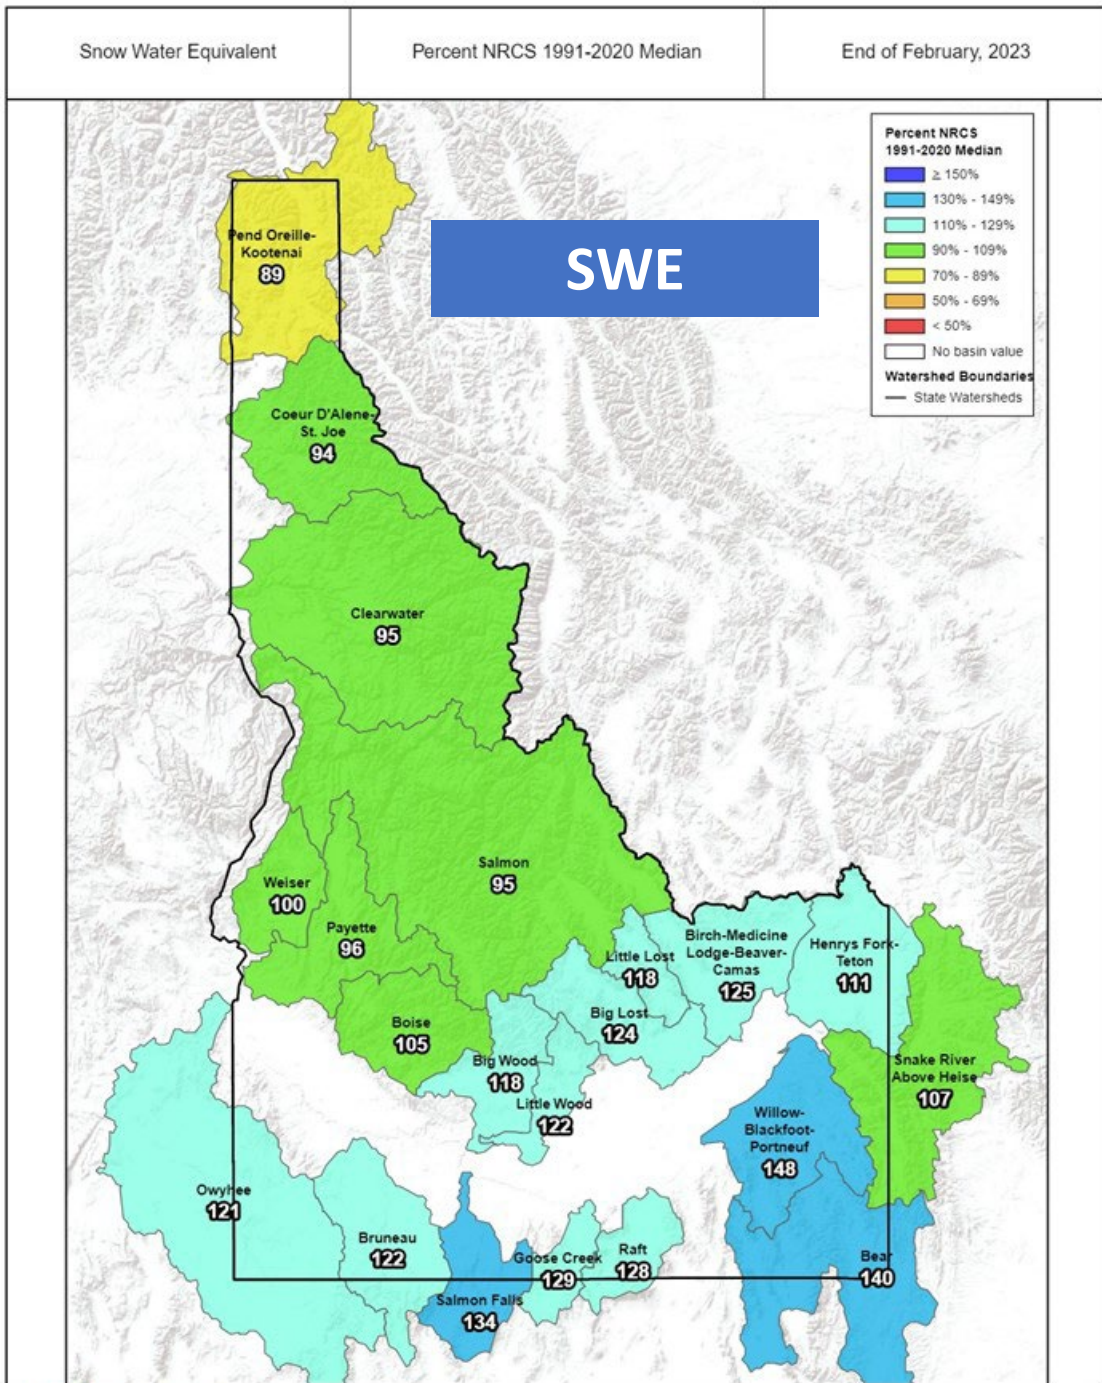 Snow Water Equivalent
Percent NRCS 1991-2020 Median
End of February, 2023
Percent NRCS
1991-2020 Median
≥ 150%
130% - 149%
110% - 129%
90% - 109%
70% - 89%
50% - 69%
< 50%
No basin value
Watershed Boundaries
State Watersheds
SWE
Pend Oreille-
Kootenai
89
Coeur D'Alene-
St. Joe
94
Clearwater
95
Salmon
95
Weiser
100
Payette
96
Boise
105
Little Lost
118
Birch-Medicine
Lodge-Beaver-
Camas
125
Henrys Fork-
Teton
111
Big Lost
124
Big Wood
118
Little Wood
122
Snake River
Above Heise
107
Willow-
Blackfoot-
Portneuf
148
Owyhee
121
Bruneau
122
Salmon Falls
134
Goose Creek
129
Raft
128
Bear
140